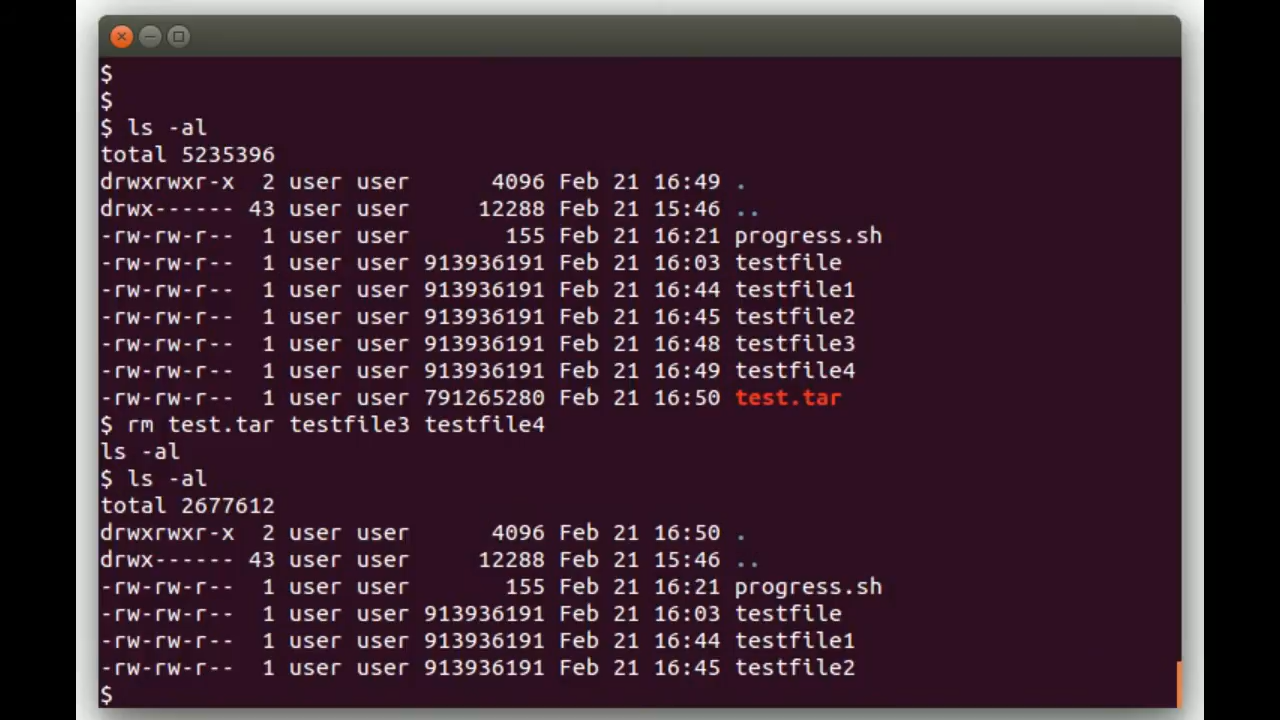 $
$
$ ls -al
total 5235396
drwxrwxr-x  2 user user      4096 Feb 21 16:49 .
drwx------ 43 user user     12288 Feb 21 15:46 ..
-rw-rw-r--  1 user user       155 Feb 21 16:21 progress.sh
-rw-rw-r--  1 user user 913936191 Feb 21 16:03 testfile
-rw-rw-r--  1 user user 913936191 Feb 21 16:44 testfile1
-rw-rw-r--  1 user user 913936191 Feb 21 16:45 testfile2
-rw-rw-r--  1 user user 913936191 Feb 21 16:48 testfile3
-rw-rw-r--  1 user user 913936191 Feb 21 16:49 testfile4
-rw-rw-r--  1 user user 791265280 Feb 21 16:50 test.tar
$ rm test.tar testfile3 testfile4
ls -al
$ ls -al
total 2677612
drwxrwxr-x  2 user user      4096 Feb 21 16:50 .
drwx------ 43 user user     12288 Feb 21 15:46 ..
-rw-rw-r--  1 user user       155 Feb 21 16:21 progress.sh
-rw-rw-r--  1 user user 913936191 Feb 21 16:03 testfile
-rw-rw-r--  1 user user 913936191 Feb 21 16:44 testfile1
-rw-rw-r--  1 user user 913936191 Feb 21 16:45 testfile2
$